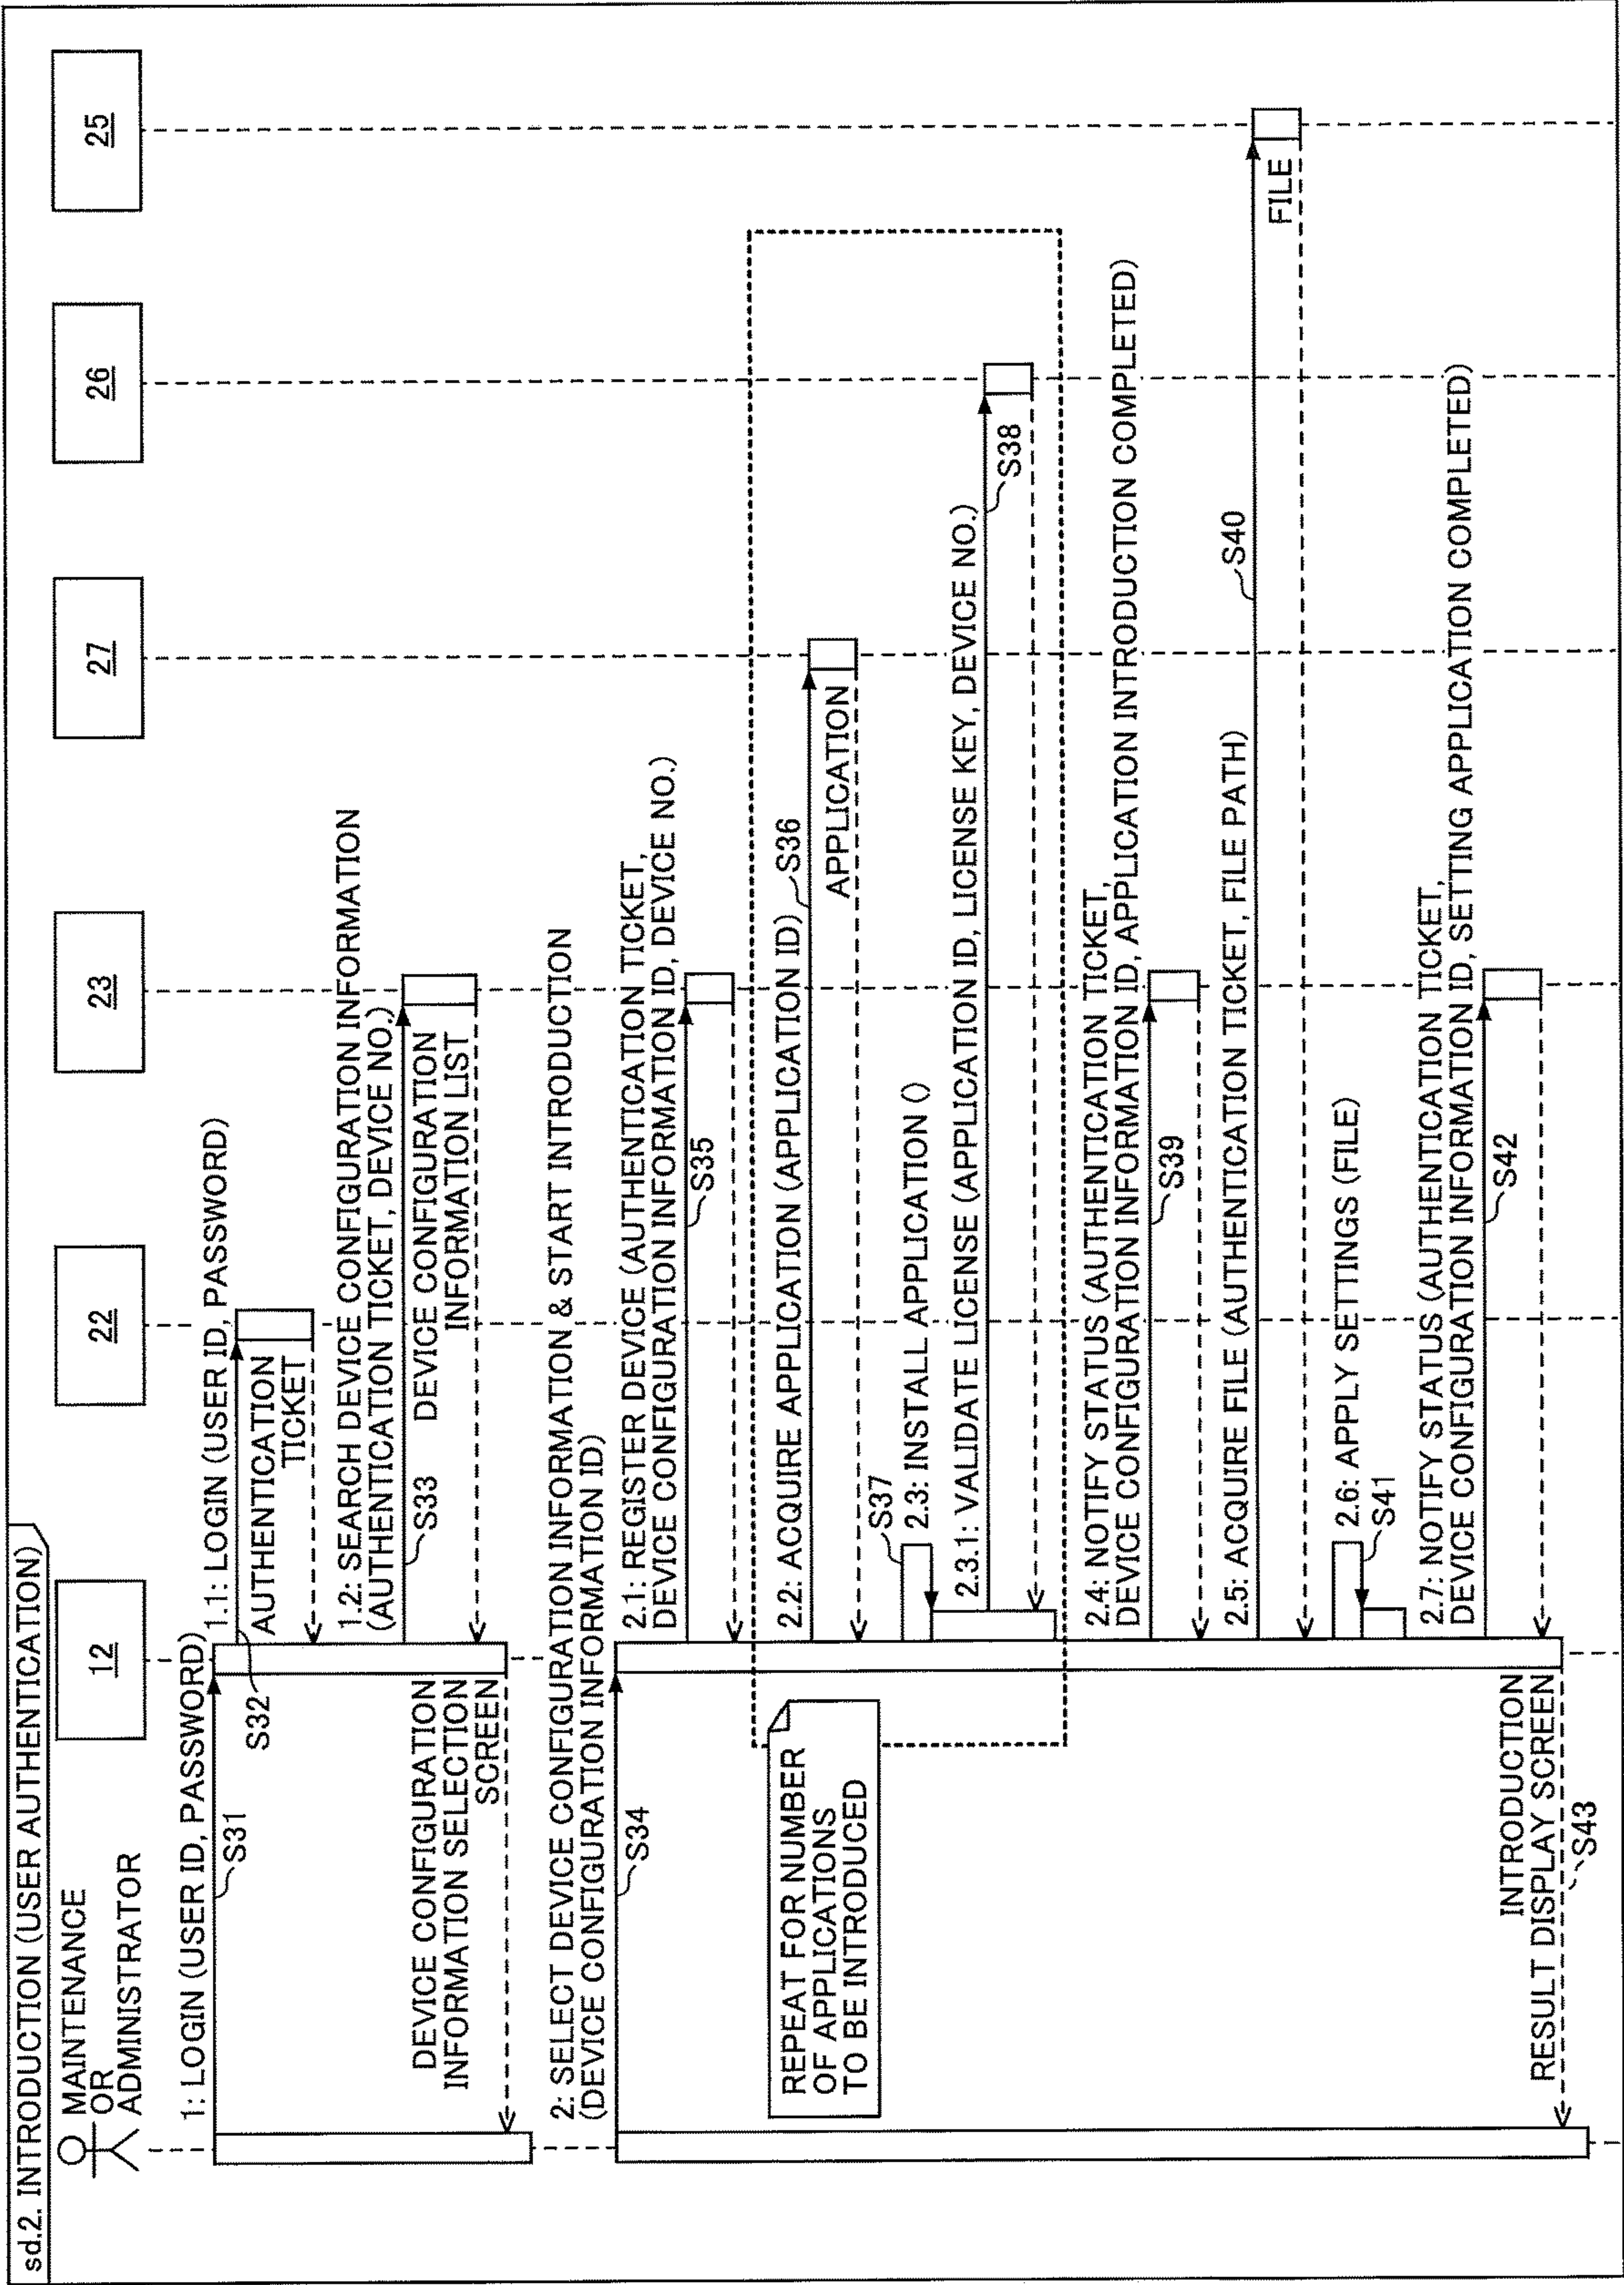 sd.2. INTRODUCTION (USER AUTHENTICATION)
MAINTENANCE
OR
ADMINISTRATOR
12
22
23
27
26
25
1: LOGIN (USER ID, PASSWORD)
S31
1.1: LOGIN (USER ID, PASSWORD)
S32
AUTHENTICATION
TICKET
1.2: SEARCH DEVICE CONFIGURATION INFORMATION
(AUTHENTICATION TICKET, DEVICE NO.)
S33
DEVICE CONFIGURATION
INFORMATION LIST
DEVICE CONFIGURATION
INFORMATION SELECTION
SCREEN
2: SELECT DEVICE CONFIGURATION INFORMATION & START INTRODUCTION
(DEVICE CONFIGURATION INFORMATION ID)
S34
2.1: REGISTER DEVICE (AUTHENTICATION TICKET,
DEVICE CONFIGURATION INFORMATION ID, DEVICE NO.)
S35
REPEAT FOR NUMBER
OF APPLICATIONS
TO BE INTRODUCED
2.2: ACQUIRE APPLICATION (APPLICATION ID)
S36
APPLICATION
S37
2.3: INSTALL APPLICATION ()
2.3.1: VALIDATE LICENSE (APPLICATION ID, LICENSE KEY, DEVICE NO.)
S38
2.4: NOTIFY STATUS (AUTHENTICATION TICKET,
DEVICE CONFIGURATION INFORMATION ID, APPLICATION INTRODUCTION COMPLETED)
S39
2.5: ACQUIRE FILE (AUTHENTICATION TICKET, FILE PATH)
S40
FILE
2.6: APPLY SETTINGS (FILE)
S41
2.7: NOTIFY STATUS (AUTHENTICATION TICKET,
DEVICE CONFIGURATION INFORMATION ID, SETTING APPLICATION COMPLETED)
S42
INTRODUCTION
RESULT DISPLAY SCREEN
S43